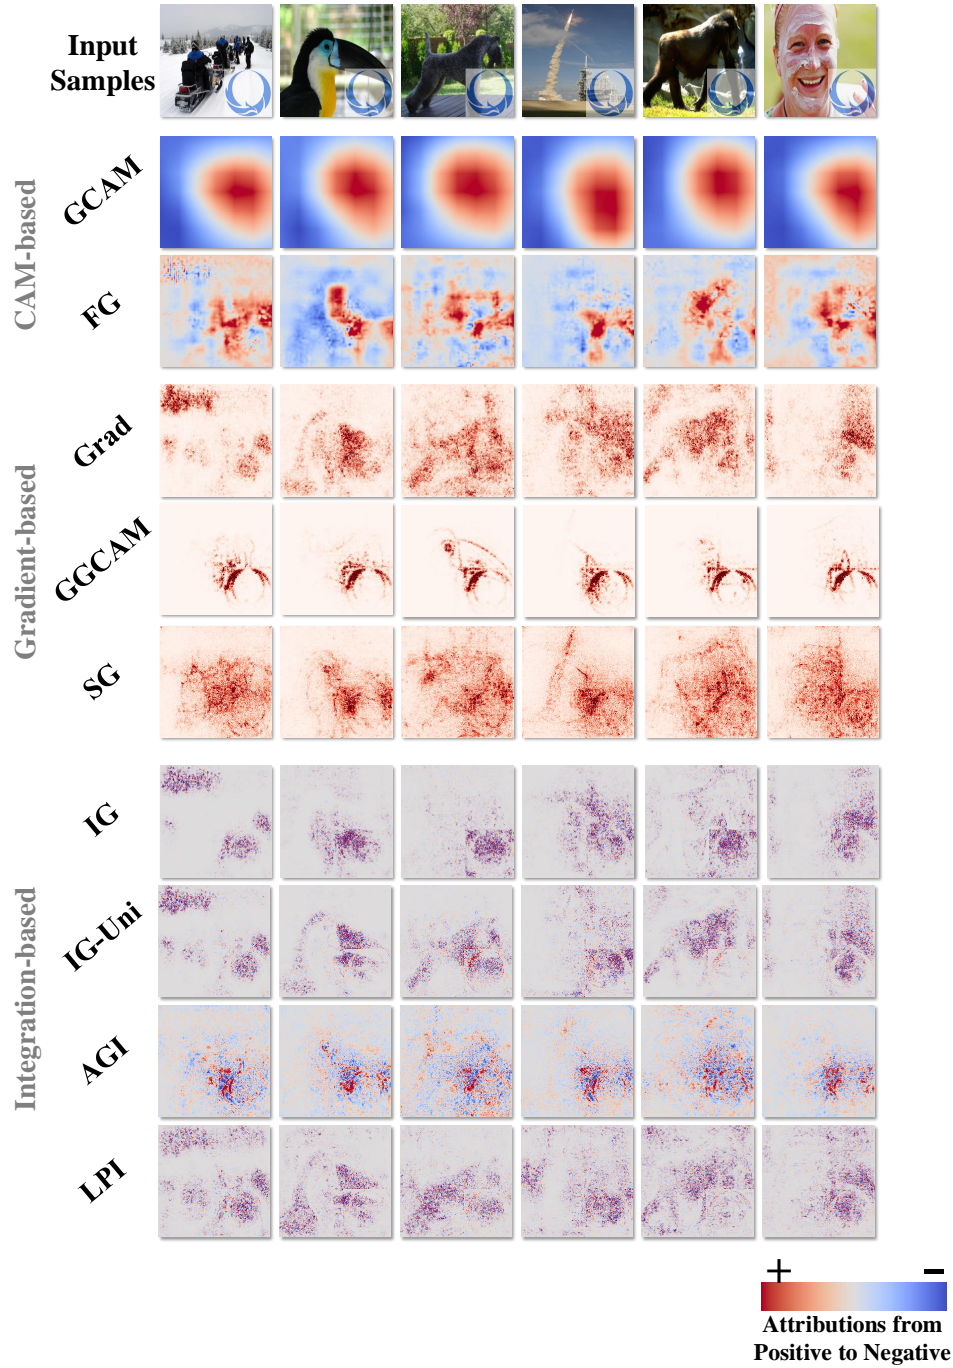 Input
Samples
CAM-based
GCAM
FG
Gradient-based
Grad
GGCAM
SG
Integration-based
IG
IG-Uni
AGI
LPI
+
−
Attributions from
Positive to Negative